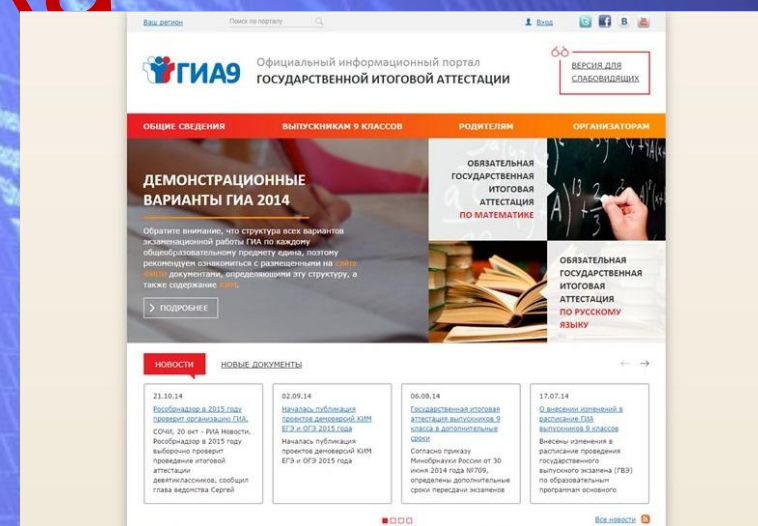 Ваш регион
Поиск по порталу
Вход
ГИА9
Официальный информационный портал
ГОСУДАРСТВЕННОЙ ИТОГОВОЙ АТТЕСТАЦИИ
ВЕРСИЯ ДЛЯ
СЛАБОВИДЯЩИХ
ОБЩИЕ СВЕДЕНИЯ
ВЫПУСКНИКАМ 9 КЛАССОВ
РОДИТЕЛЯМ
ОРГАНИЗАТОРАМ
ДЕМОНСТРАЦИОННЫЕ
ВАРИАНТЫ ГИА 2014
Обратите внимание, что структура всех вариантов
экзаменационной работы ГИА по каждому
общеобразовательному предмету едина, поэтому
рекомендуем ознакомиться с размещенными на сайте
ФИПИ документами, определяющими эту структуру, а
также содержание КИМ.
ПОДРОБНЕЕ
ОБЯЗАТЕЛЬНАЯ
ГОСУДАРСТВЕННАЯ
ИТОГОВАЯ
АТТЕСТАЦИЯ
ПО МАТЕМАТИКЕ
ОБЯЗАТЕЛЬНАЯ
ГОСУДАРСТВЕННАЯ
ИТОГОВАЯ
АТТЕСТАЦИЯ
ПО РУССКОМУ
ЯЗЫКУ
НОВОСТИ
НОВЫЕ ДОКУМЕНТЫ
21.10.14
Рособрнадзор в 2015 году
проверит организацию ГИА.
СОЧИ, 20 окт - РИА Новости.
Рособрнадзор в 2015 году
выборочно проверит
проведение итоговой
аттестации
девятиклассников, сообщил
глава ведомства Сергей
02.09.14
Началась публикация
проектов демоверсий КИМ
ЕГЭ и ОГЭ 2015 года
Началась публикация
проектов демоверсий КИМ
ЕГЭ и ОГЭ 2015 года
06.08.14
Государственная итоговая
аттестация выпускников 9
класса в дополнительные
сроки
Согласно приказу
Минобрнауки России от 30
июня 2014 года №709,
определены дополнительные
сроки пересдачи экзаменов
17.07.14
О внесении изменений в
расписание ГИА
выпускников 9 классов
Внесены изменения в
расписание проведения
государственного
выпускного экзамена (ГВЭ)
по образовательным
программам основного
Все новости